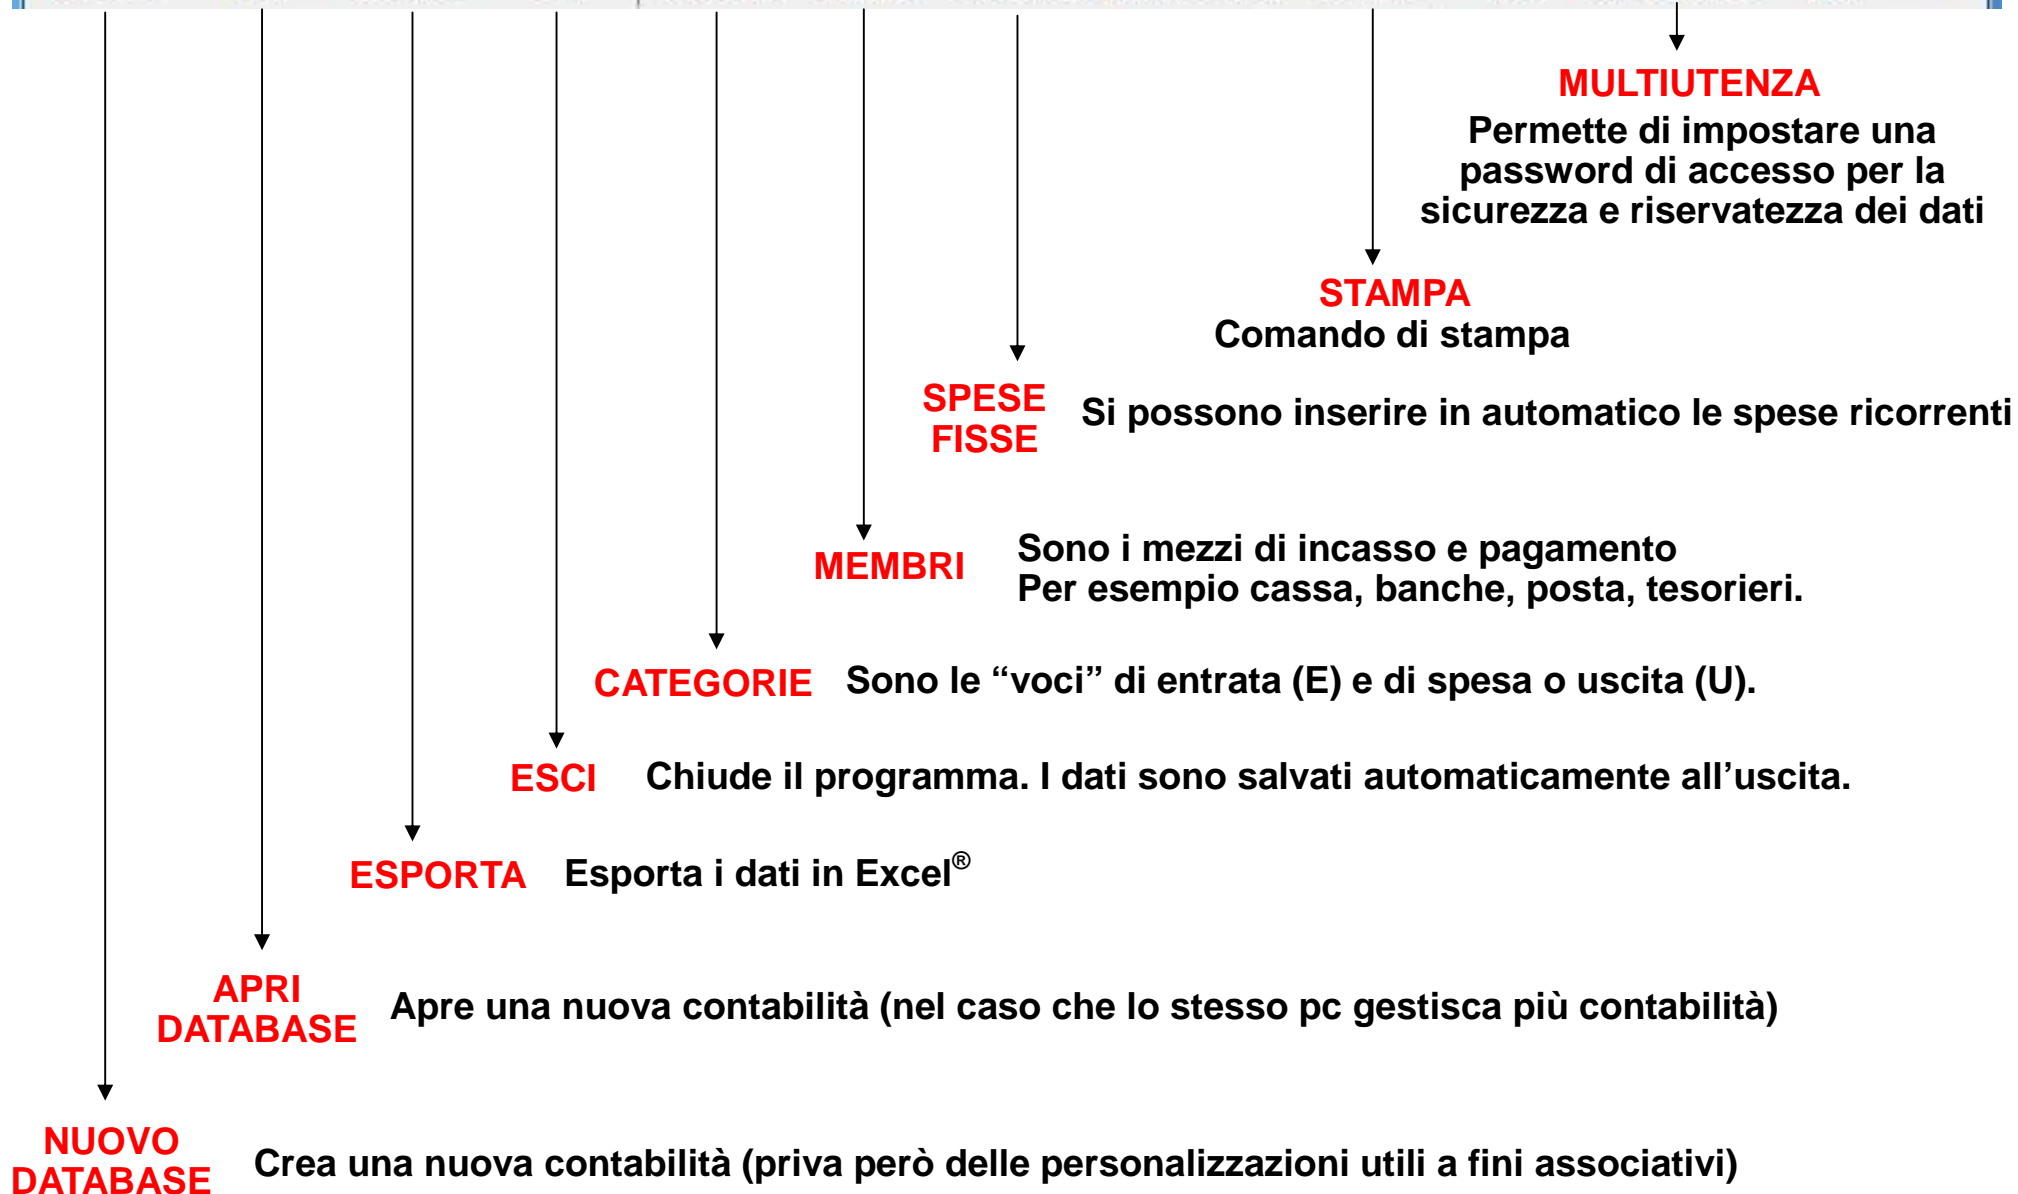 MULTIUTENZA
Permette di impostare una
password di accesso per la
sicurezza e riservatezza dei dati
STAMPA
Comando di stampa
SPESE
FISSE
Si possono inserire in automatico le spese ricorrenti
MEMBRI
Sono i mezzi di incasso e pagamento
Per esempio cassa, banche, posta, tesorieri.
CATEGORIE
Sono le “voci” di entrata (E) e di spesa o uscita (U).
ESCI
Chiude il programma. I dati sono salvati automaticamente all’uscita.
ESPORTA
Esporta i dati in Excel®
APRI
DATABASE
Apre una nuova contabilità (nel caso che lo stesso pc gestisca più contabilità)
NUOVO
DATABASE
Crea una nuova contabilità (priva però delle personalizzazioni utili a fini associativi)